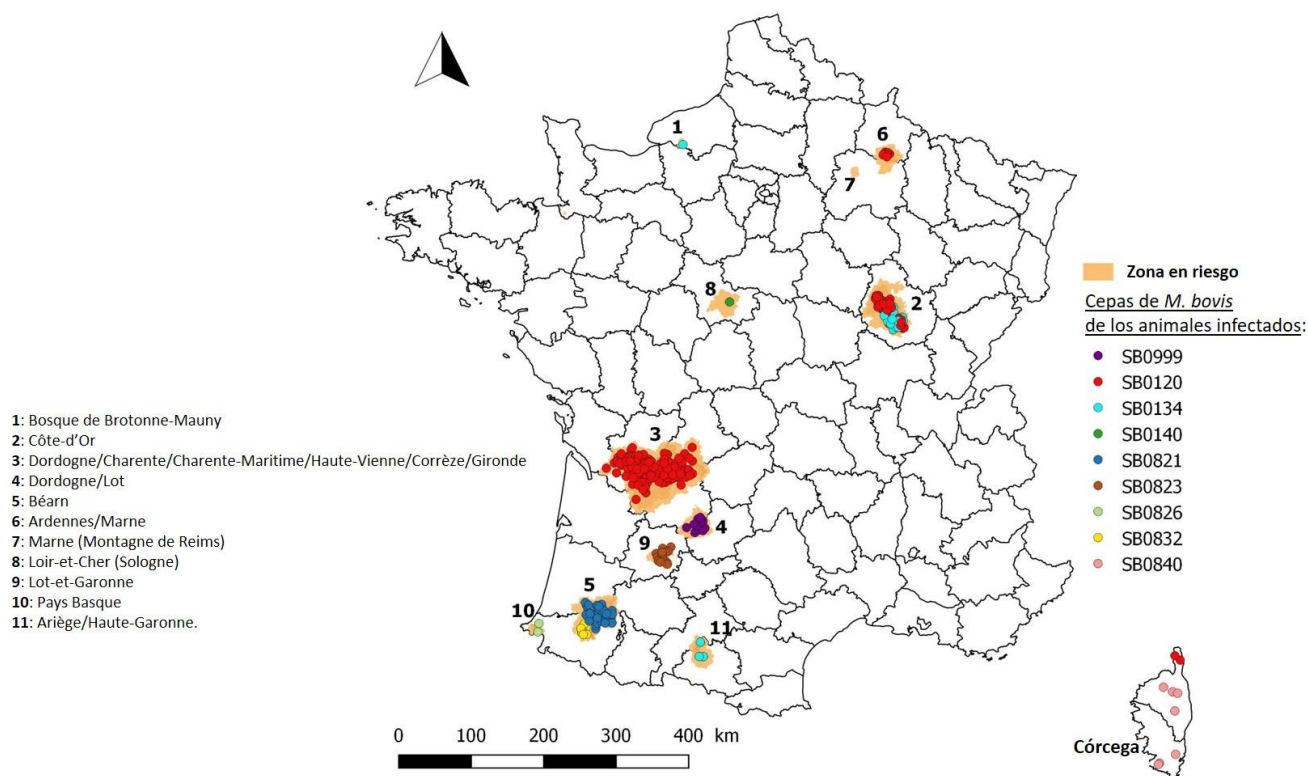 1
6
7
8
2
3
4
9
5
10
11
Zona en riesgo
Cepas de M. bovis
de los animales infectados:
SB0999
SB0120
SB0134
SB0140
SB0821
SB0823
SB0826
SB0832
SB0840
1: Bosque de Brotonne-Mauny
2: Côte-d’Or
3: Dordogne/Charente/Charente-Maritime/Haute-Vienne/Corrèze/Gironde
4: Dordogne/Lot
5: Béarn
6: Ardennes/Marne
7: Marne (Montagne de Reims)
8: Loir-et-Cher (Sologne)
9: Lot-et-Garonne
10: Pays Basque
11: Ariège/Haute-Garonne.
0 100 200 300 400 km
Córcega